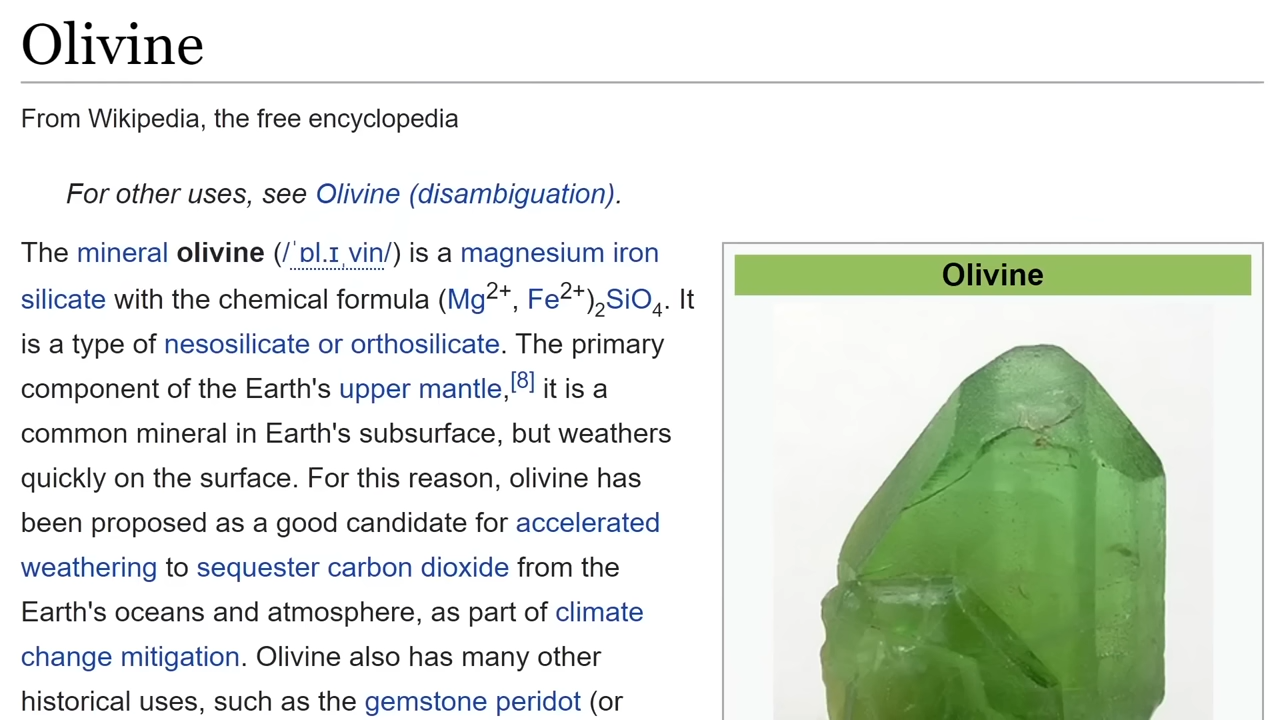 Olivine
From Wikipedia, the free encyclopedia
For other uses, see Olivine (disambiguation).
The mineral olivine (/ˈɒl.ɪˌvin/) is a magnesium iron
silicate with the chemical formula (Mg²⁺, Fe²⁺)₂SiO₄. It
is a type of nesosilicate or orthosilicate. The primary
component of the Earth's upper mantle,[8] it is a
common mineral in Earth's subsurface, but weathers
quickly on the surface. For this reason, olivine has
been proposed as a good candidate for accelerated
weathering to sequester carbon dioxide from the
Earth's oceans and atmosphere, as part of climate
change mitigation. Olivine also has many other
historical uses, such as the gemstone peridot (or
Olivine